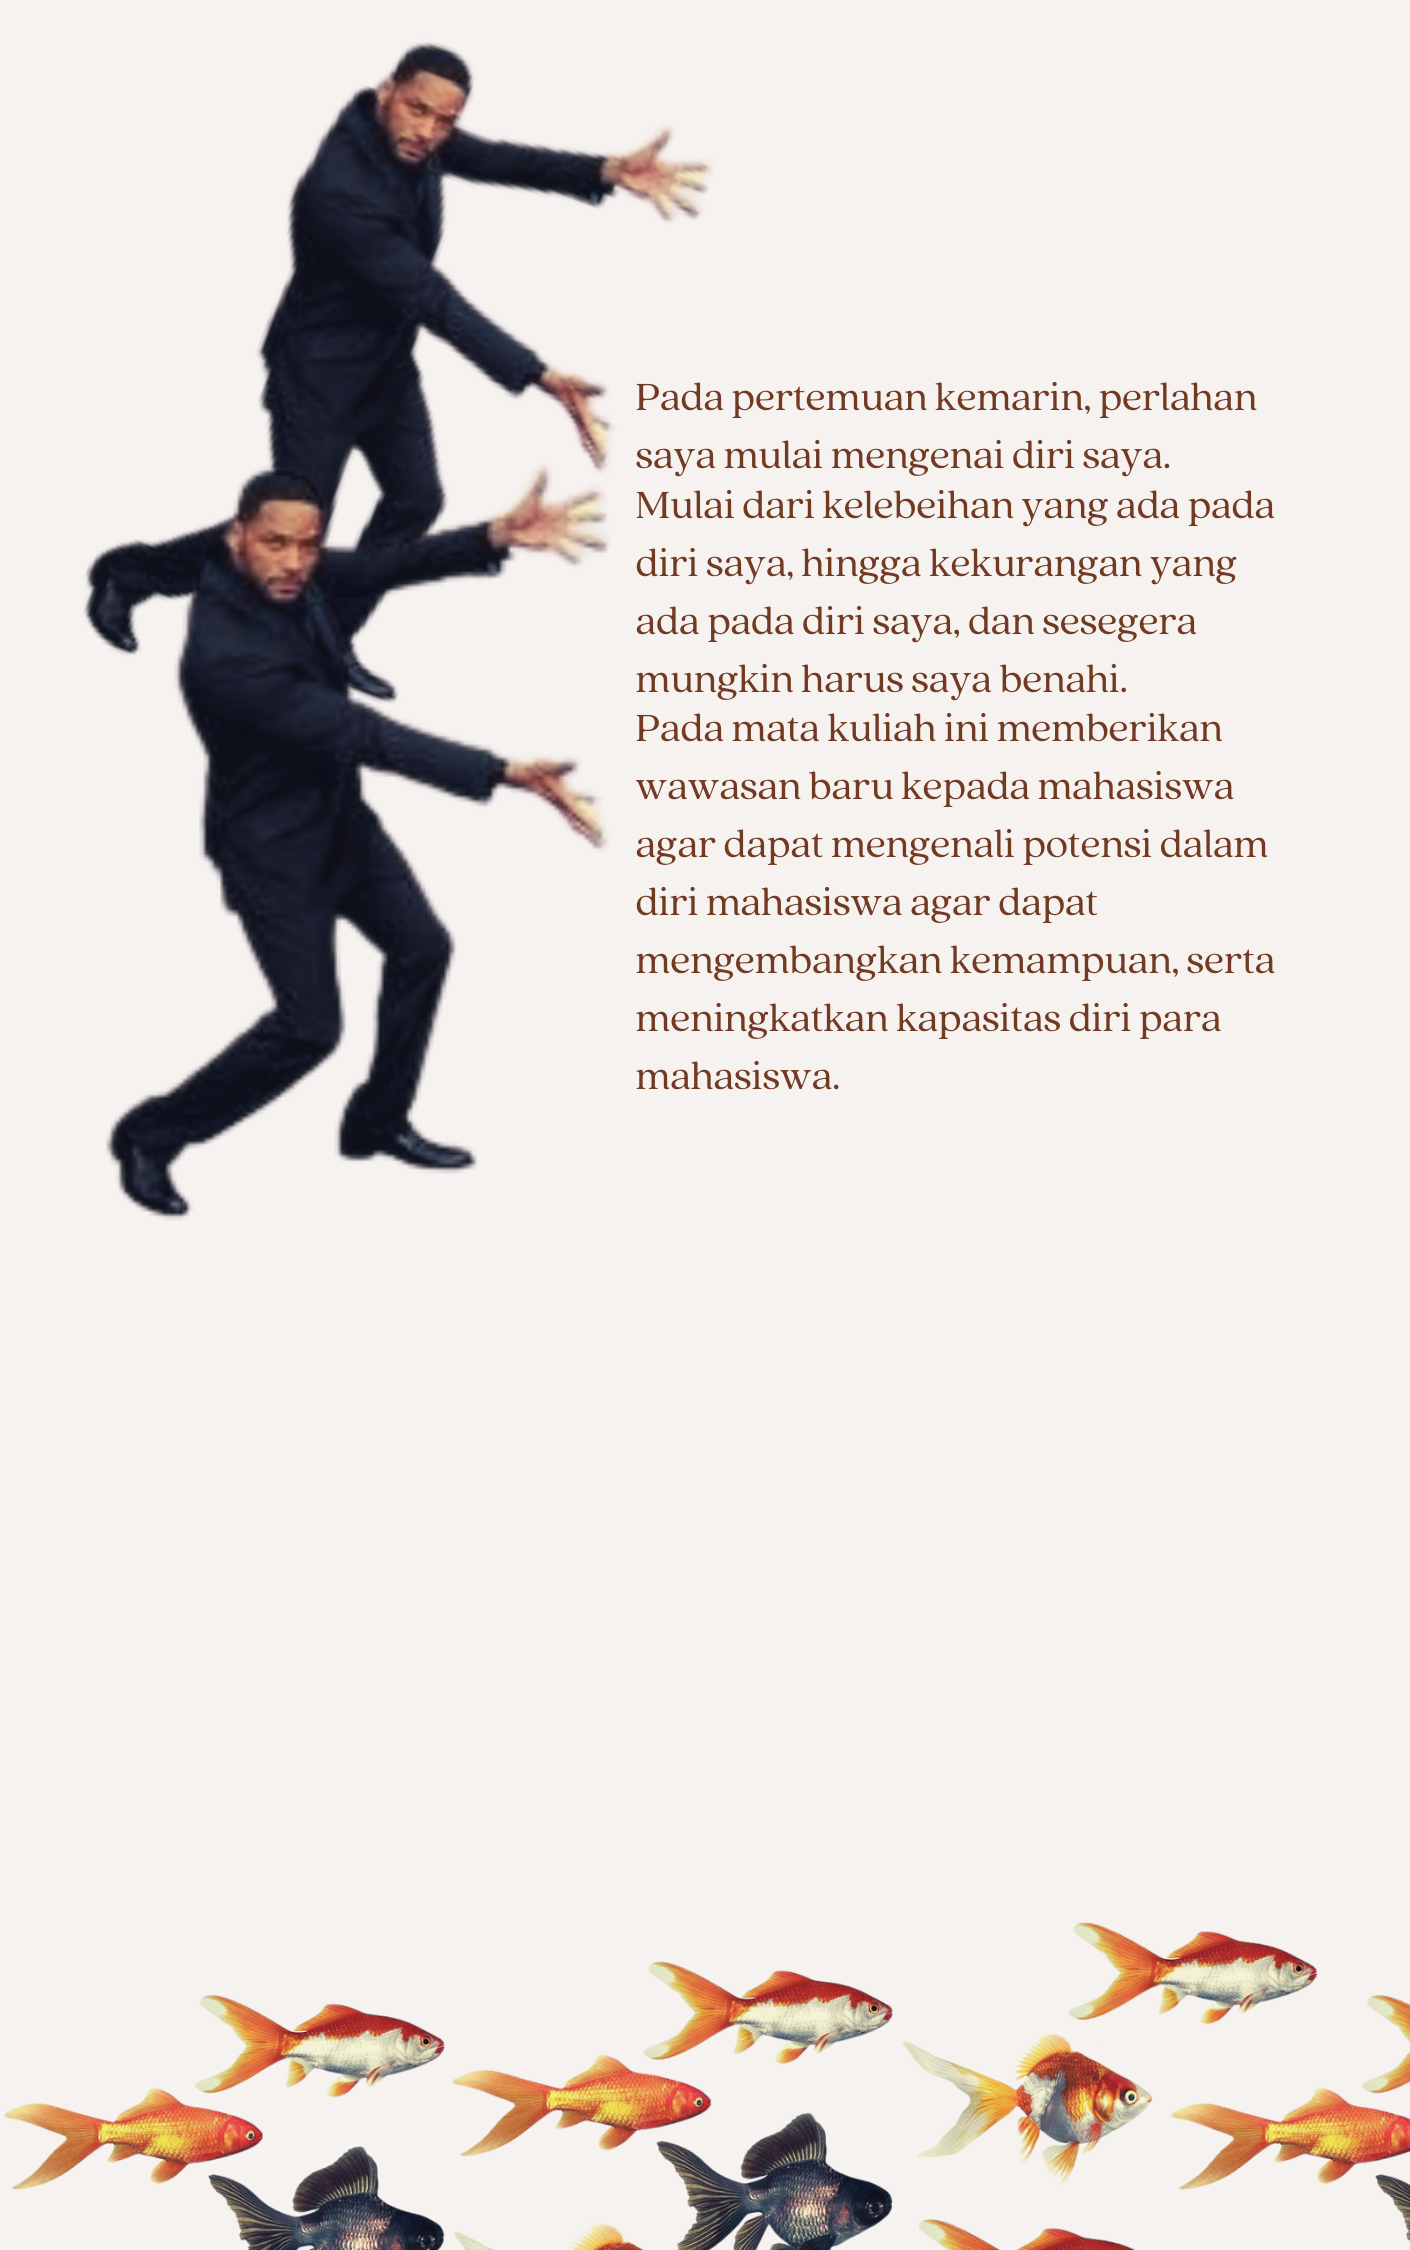 Pada pertemuan kemarin, perlahan
saya mulai mengenai diri saya.
Mulai dari kelebeihan yang ada pada
diri saya, hingga kekurangan yang
ada pada diri saya, dan sesegera
mungkin harus saya benahi.
Pada mata kuliah ini memberikan
wawasan baru kepada mahasiswa
agar dapat mengenali potensi dalam
diri mahasiswa agar dapat
mengembangkan kemampuan, serta
meningkatkan kapasitas diri para
mahasiswa.